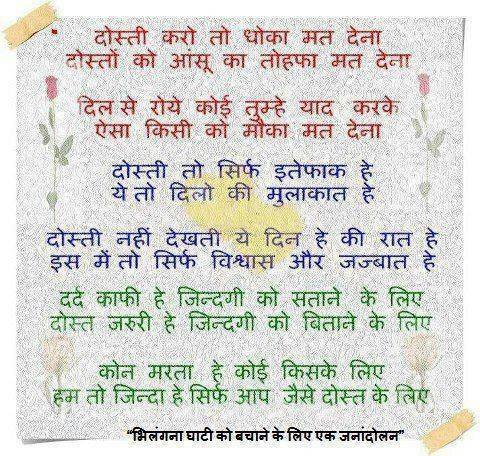 दोस्ती करो तो धोका मत देना
दोस्तों को आंसू का तोहफा मत देना
दिल से रोये कोई तुम्हे याद करके
ऐसा किसी को मौका मत देना
दोस्ती तो सिर्फ इतेफाक हे
ये तो दिलो की मुलाकात हे
दोस्ती नहीं देखती ये दिन हे की रात हे
इस में तो सिर्फ विश्वास और जज्बात हे
दर्द काफी हे जिन्दगी को सताने के लिए
दोस्त जरुरी हे जिन्दगी को बिताने के लिए
कोन मरता हे कोई किसके लिए
हम तो जिन्दा हे सिर्फ आप जैसे दोस्त के लिए
“भिलंगना घाटी को बचाने के लिए एक जनांदोलन”